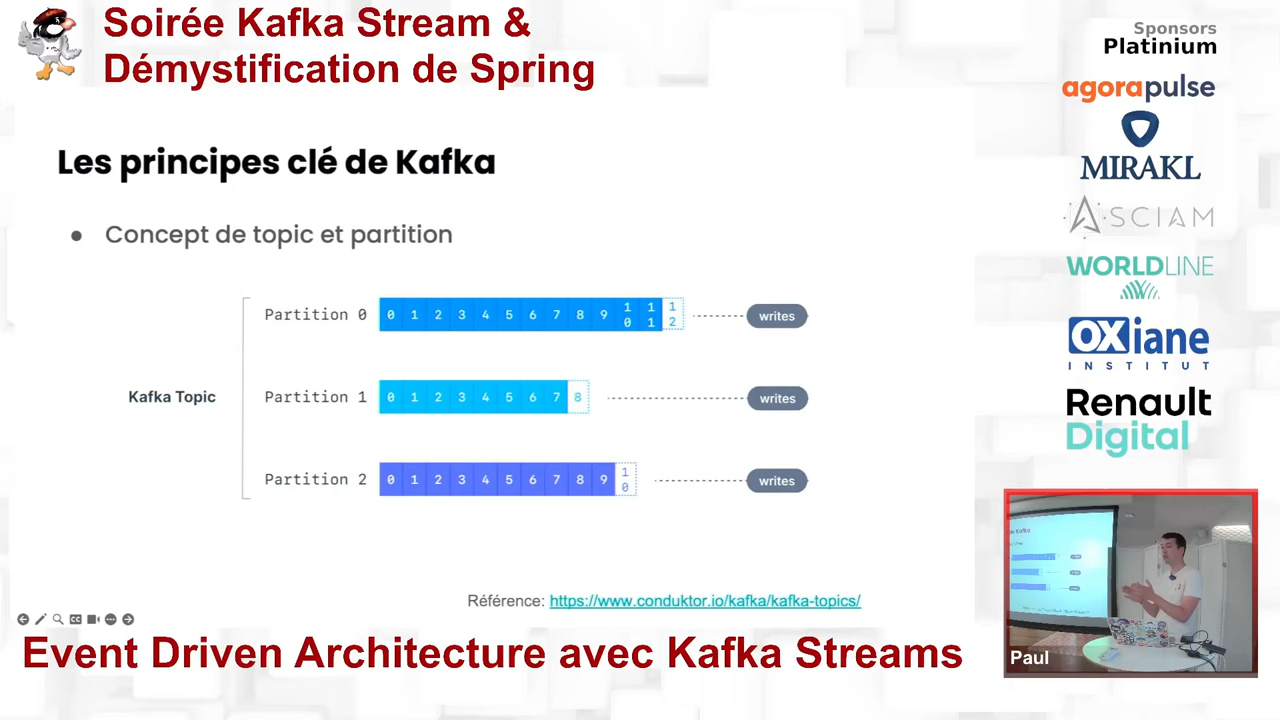 Soirée Kafka Stream &
Démystification de Spring
Sponsors
Platinium
agorapulse
MIRAKL
ASCIAM
WORLDLINE
OXiane
INSTITUT
Renault
Digital
Les principes clé de Kafka
● Concept de topic et partition
Kafka Topic
Partition 0 0 1 2 3 4 5 6 7 8 9 10 11 12 writes
Partition 1 0 1 2 3 4 5 6 7 8 writes
Partition 2 0 1 2 3 4 5 6 7 8 9 10 writes
Référence: https://www.conduktor.io/kafka/kafka-topics/
Event Driven Architecture avec Kafka Streams
Paul